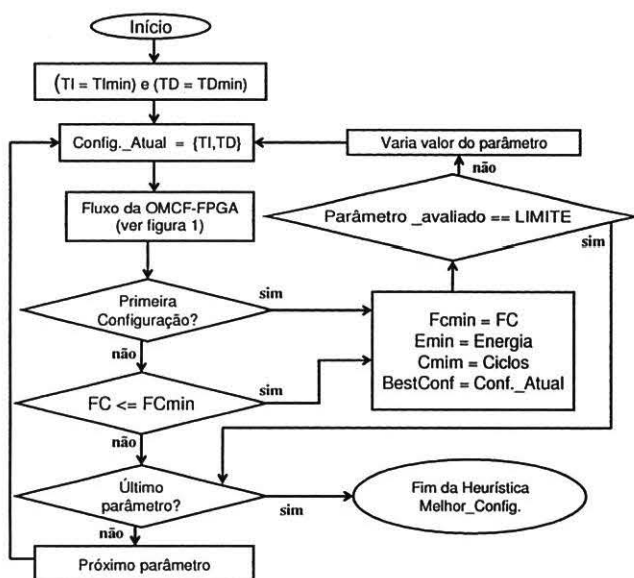 Início
(TI = TImin) e (TD = TDmin)
Config._Atual = {TI,TD}
Varia valor do parâmetro
não
Fluxo da OMCF-FPGA
(ver figura 1)
Parâmetro _avaliado == LIMITE
sim
Primeira
Configuração?
sim
não
Fcmin = FC
Emin = Energia
Cmim = Ciclos
BestConf = Conf._Atual
FC <= FCmin
sim
não
Último
parâmetro?
sim
não
Fim da Heurística
Melhor_Config.
Próximo parâmetro